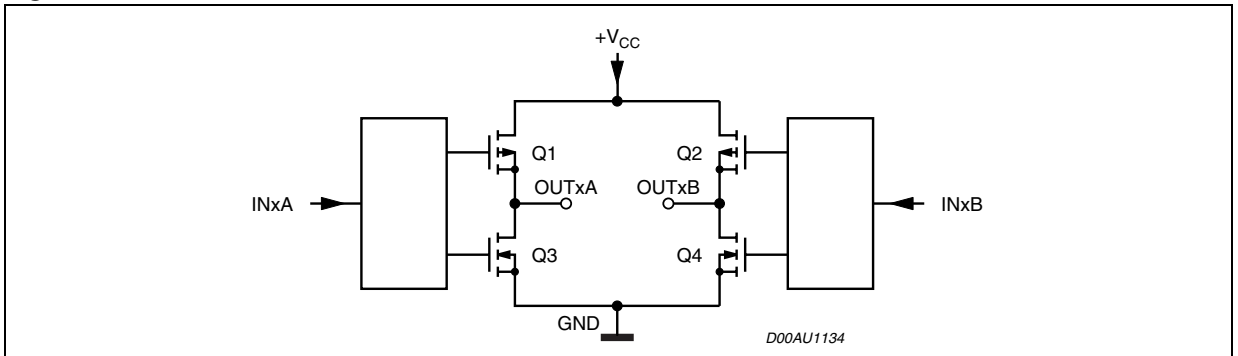 +VCC
Q1
Q2
OUTxA
OUTxB
INxA
INxB
Q3
Q4
GND
D00AU1134